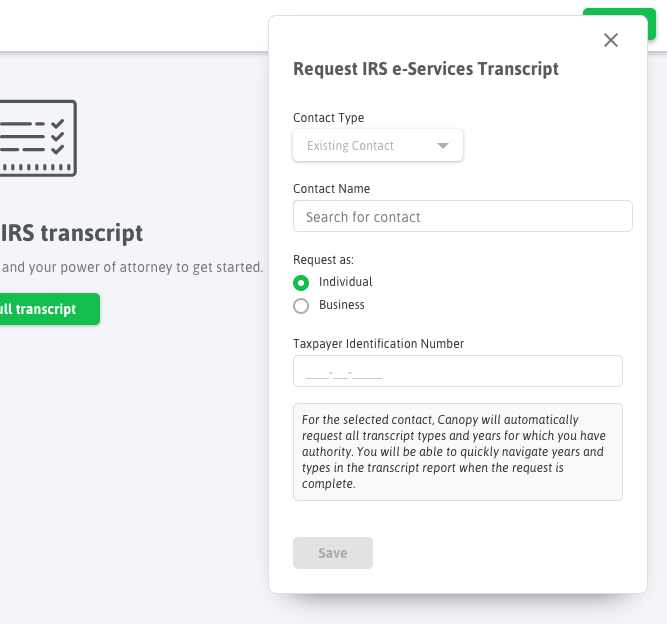 Request IRS e-Services Transcript
Contact Type
Existing Contact
Contact Name
Search for contact
Request as:
Individual
Business
Taxpayer Identification Number
___-__-____
For the selected contact, Canopy will automatically
request all transcript types and years for which you have
authority. You will be able to quickly navigate years and
types in the transcript report when the request is
complete.
Save
IRS transcript
and your power of attorney to get started.
ull transcript